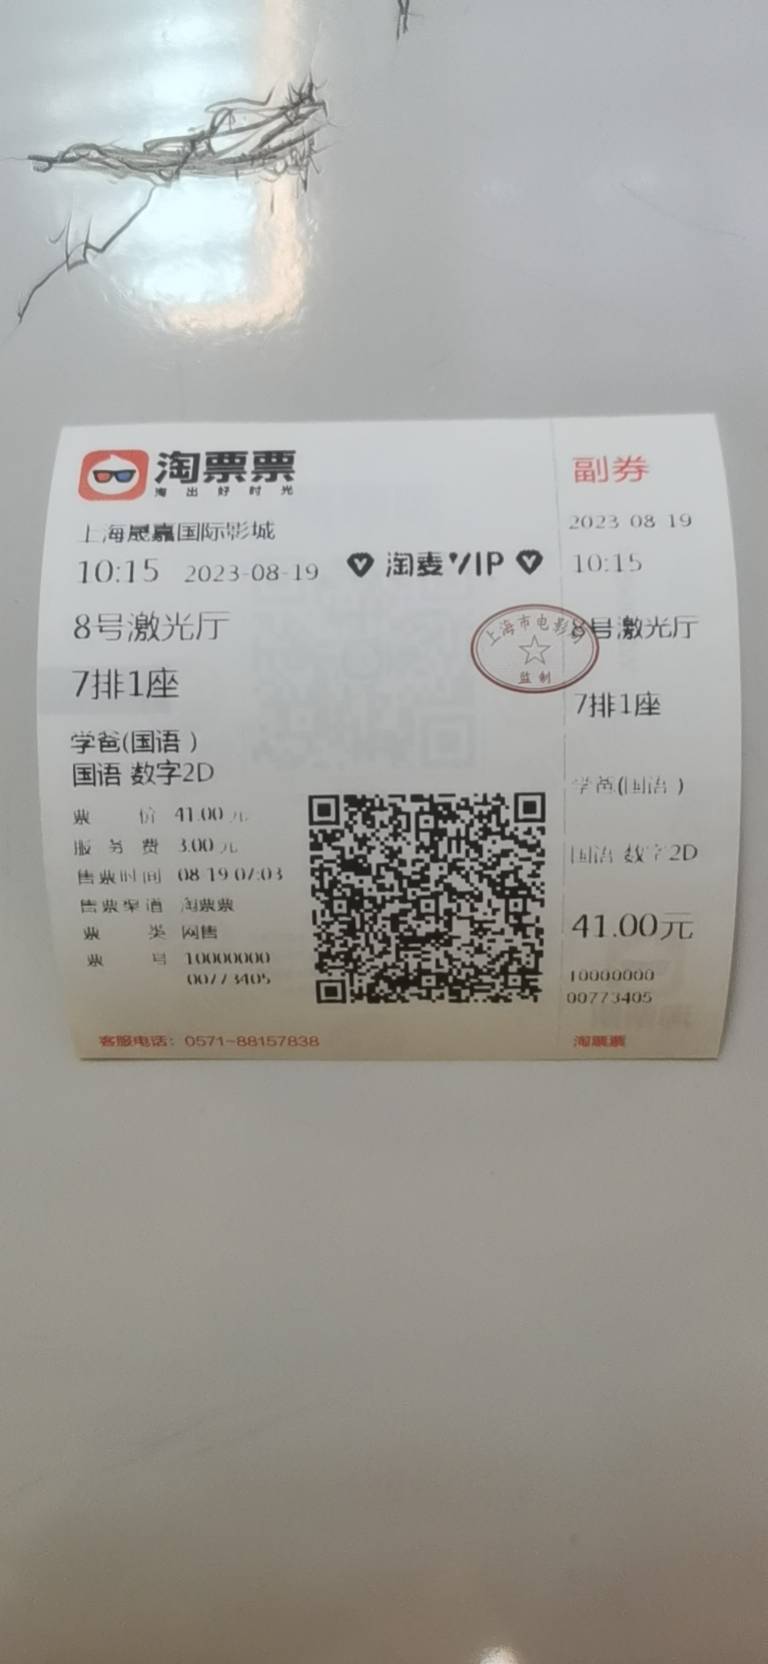 淘票票
淘出好时光
上海晟嘉国际影城
10:15 2023-08-19
淘麦VIP
8号激光厅
7排1座
学爸(国语)
国语 数字2D
票价 41.00元
服务费 3.00元
售票时间 08-19 07:03
售票渠道 淘票票
票类 网售
票号 10000000
00773405
客服电话：0571-88157838
上海市电影局
监制
副券
2023-08-19
10:15
8号激光厅
7排1座
学爸(国语)
国语 数字2D
41.00元
10000000
00773405
淘票票